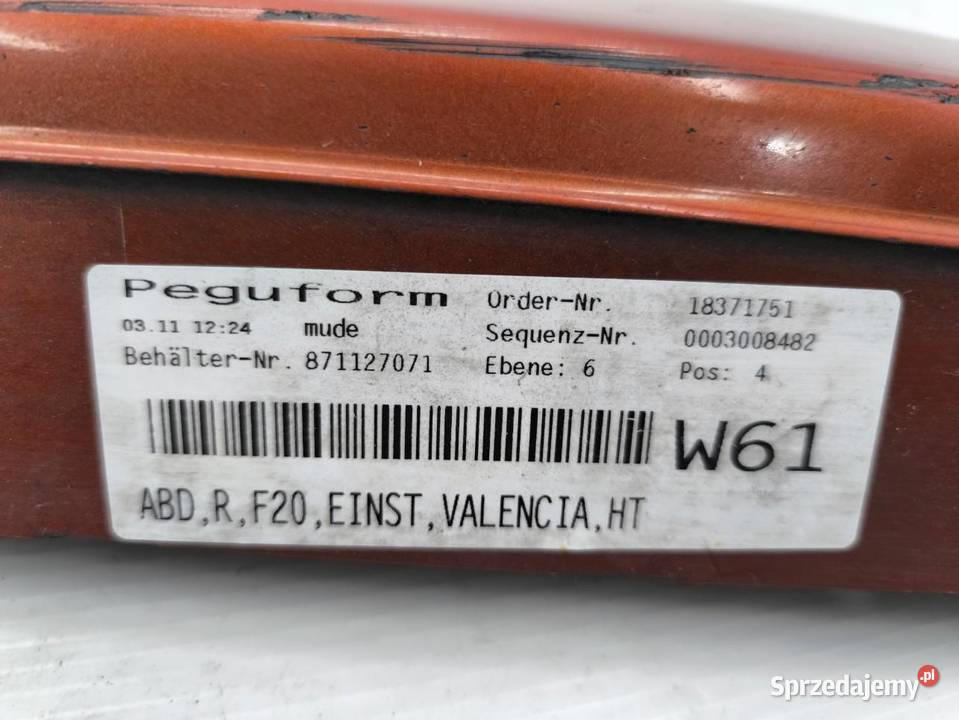 Peguform Order-Nr. 18371751
03.11 12:24 mude Sequenz-Nr. 0003008482
Behälter-Nr. 871127071 Ebene: 6 Pos: 4
W61
ABD,R,F20,EINST,VALENCIA,HT
Sprzedajemy.pl